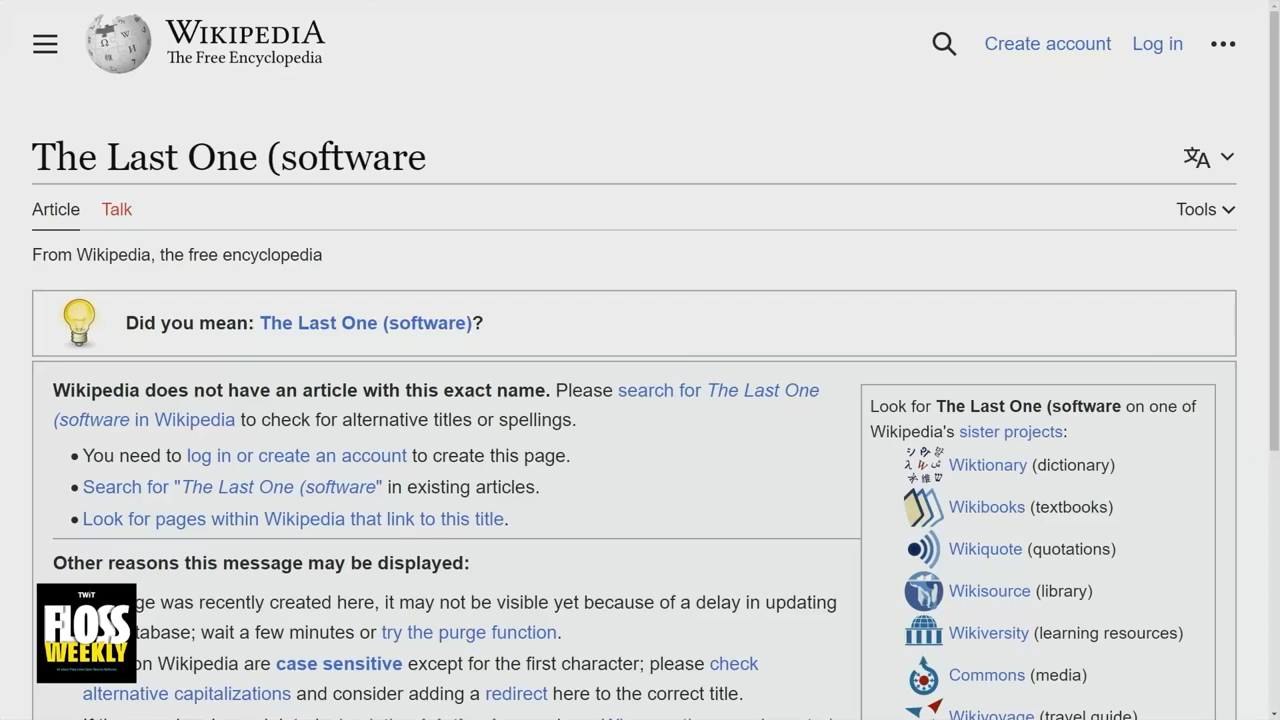 WIKIPEDIA
The Free Encyclopedia
Create account
Log in
The Last One (software
Article
Talk
Tools
From Wikipedia, the free encyclopedia
Did you mean: The Last One (software)?
Wikipedia does not have an article with this exact name. Please search for The Last One
(software in Wikipedia to check for alternative titles or spellings.
• You need to log in or create an account to create this page.
• Search for "The Last One (software" in existing articles.
• Look for pages within Wikipedia that link to this title.
Other reasons this message may be displayed:
was recently created here, it may not be visible yet because of a delay in updating
wait a few minutes or try the purge function.
on Wikipedia are case sensitive except for the first character; please check
alternative capitalizations and consider adding a redirect here to the correct title.
Look for The Last One (software on one of
Wikipedia's sister projects:
Wiktionary (dictionary)
Wikibooks (textbooks)
Wikiquote (quotations)
Wikisource (library)
Wikiversity (learning resources)
Commons (media)
Wikivoyage (travel guide)
TWiT
FLOSS
WEEKLY